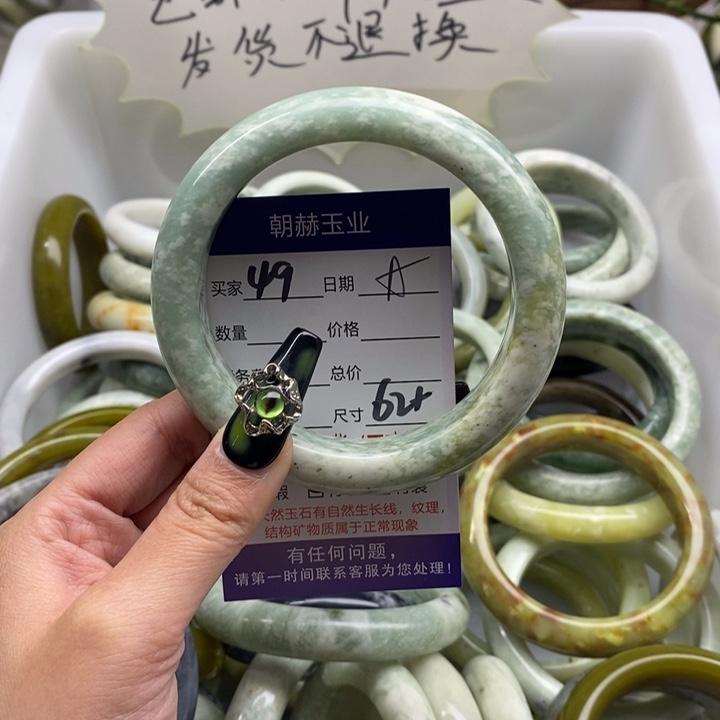 发货不退换
朝赫玉业
买家 49 日期
数量 价格
总价
尺寸 62+
天然玉石有自然生长线，纹理，
结构矿物质属于正常现象
有任何问题，
请第一时间联系客服为您处理！